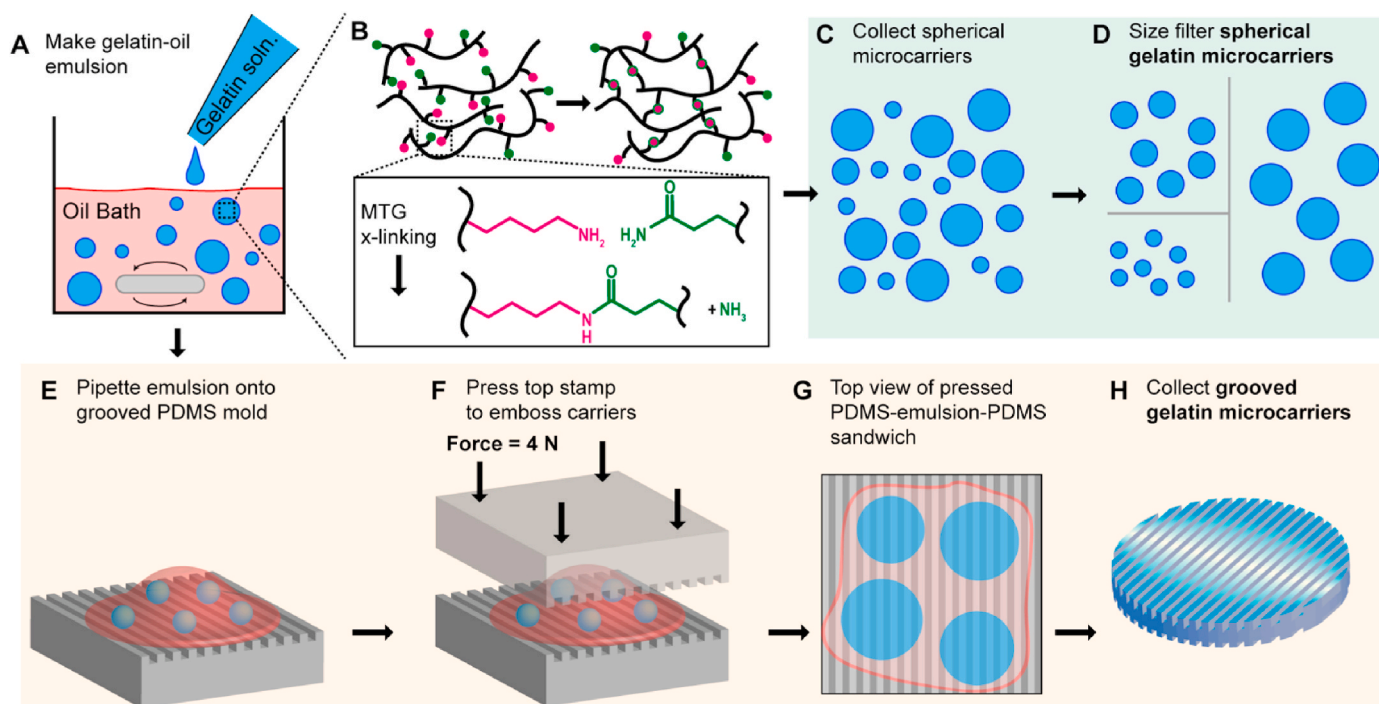 A Make gelatin-oil
emulsion
Gelatin soln.
Oil Bath
B
MTG
x-linking
NH2
O
H2N
O
N
H
+ NH3
C Collect spherical
microcarriers
D Size filter spherical
gelatin microcarriers
E Pipette emulsion onto
grooved PDMS mold
F Press top stamp
to emboss carriers
Force = 4 N
G Top view of pressed
PDMS-emulsion-PDMS
sandwich
H Collect grooved
gelatin microcarriers